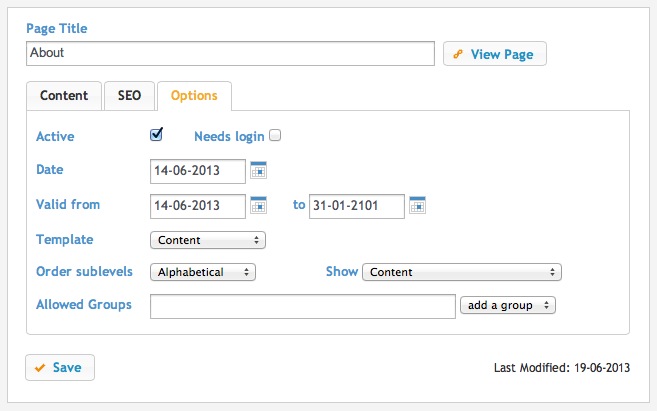 Page Title
About View Page
Content SEO Options
Active Needs login
Date 14-06-2013
Valid from 14-06-2013 to 31-01-2101
Template Content
Order sublevels Alphabetical Show Content
Allowed Groups add a group
Save Last Modified: 19-06-2013